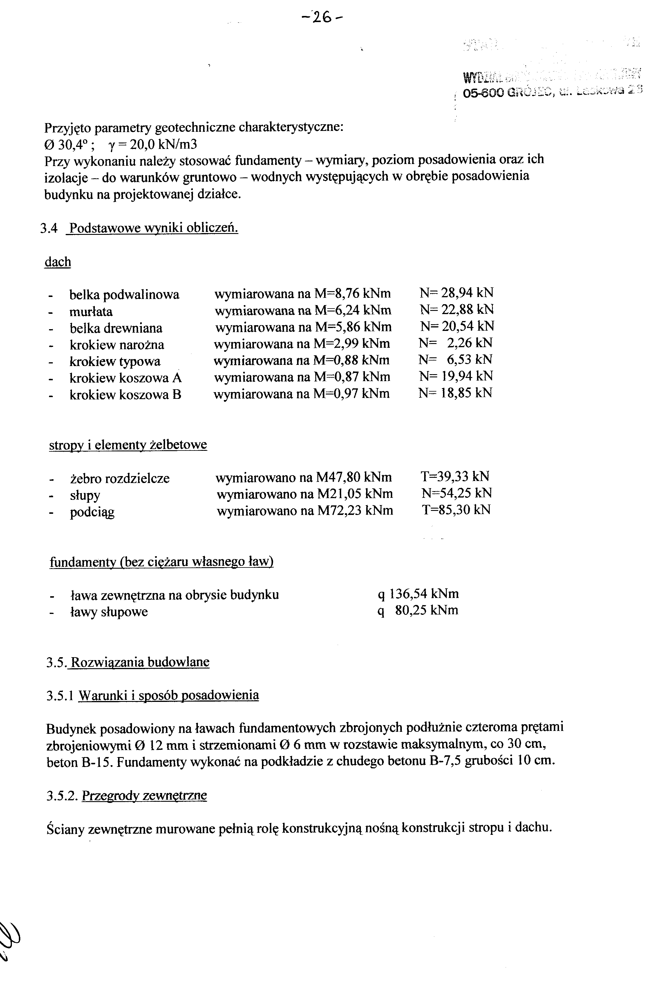 -26-
05-600 GRÓJEC, ul. Laskowa 28
Przyjęto parametry geotechniczne charakterystyczne:
Ø 30,4° ; γ = 20,0 kN/m3
Przy wykonaniu należy stosować fundamenty – wymiary, poziom posadowienia oraz ich
izolacje – do warunków gruntowo – wodnych występujących w obrębie posadowienia
budynku na projektowanej działce.
3.4 Podstawowe wyniki obliczeń.
dach
- belka podwalinowa wymiarowana na M=8,76 kNm N= 28,94 kN
- murłata wymiarowana na M=6,24 kNm N= 22,88 kN
- belka drewniana wymiarowana na M=5,86 kNm N= 20,54 kN
- krokiew narożna wymiarowana na M=2,99 kNm N= 2,26 kN
- krokiew typowa wymiarowana na M=0,88 kNm N= 6,53 kN
- krokiew koszowa A wymiarowana na M=0,87 kNm N= 19,94 kN
- krokiew koszowa B wymiarowana na M=0,97 kNm N= 18,85 kN
stropy i elementy żelbetowe
- żebro rozdzielcze wymiarowano na M47,80 kNm T=39,33 kN
- słupy wymiarowano na M21,05 kNm N=54,25 kN
- podciąg wymiarowano na M72,23 kNm T=85,30 kN
fundamenty (bez ciężaru własnego ław)
- ława zewnętrzna na obrysie budynku q 136,54 kNm
- ławy słupowe q 80,25 kNm
3.5. Rozwiązania budowlane
3.5.1 Warunki i sposób posadowienia
Budynek posadowiony na ławach fundamentowych zbrojonych podłużnie czteroma prętami
zbrojeniowymi Ø 12 mm i strzemionami Ø 6 mm w rozstawie maksymalnym, co 30 cm,
beton B-15. Fundamenty wykonać na podkładzie z chudego betonu B-7,5 grubości 10 cm.
3.5.2. Przegrody zewnętrzne
Ściany zewnętrzne murowane pełnią rolę konstrukcyjną nośną konstrukcji stropu i dachu.